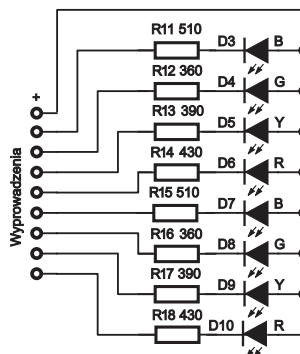 R11 510
D3 B
R12 360
D4 G
+
R13 390
D5 Y
R14 430
D6 R
Wyprowadzenia
R15 510
D7 B
R16 360
D8 G
R17 390
D9 Y
R18 430
D10 R